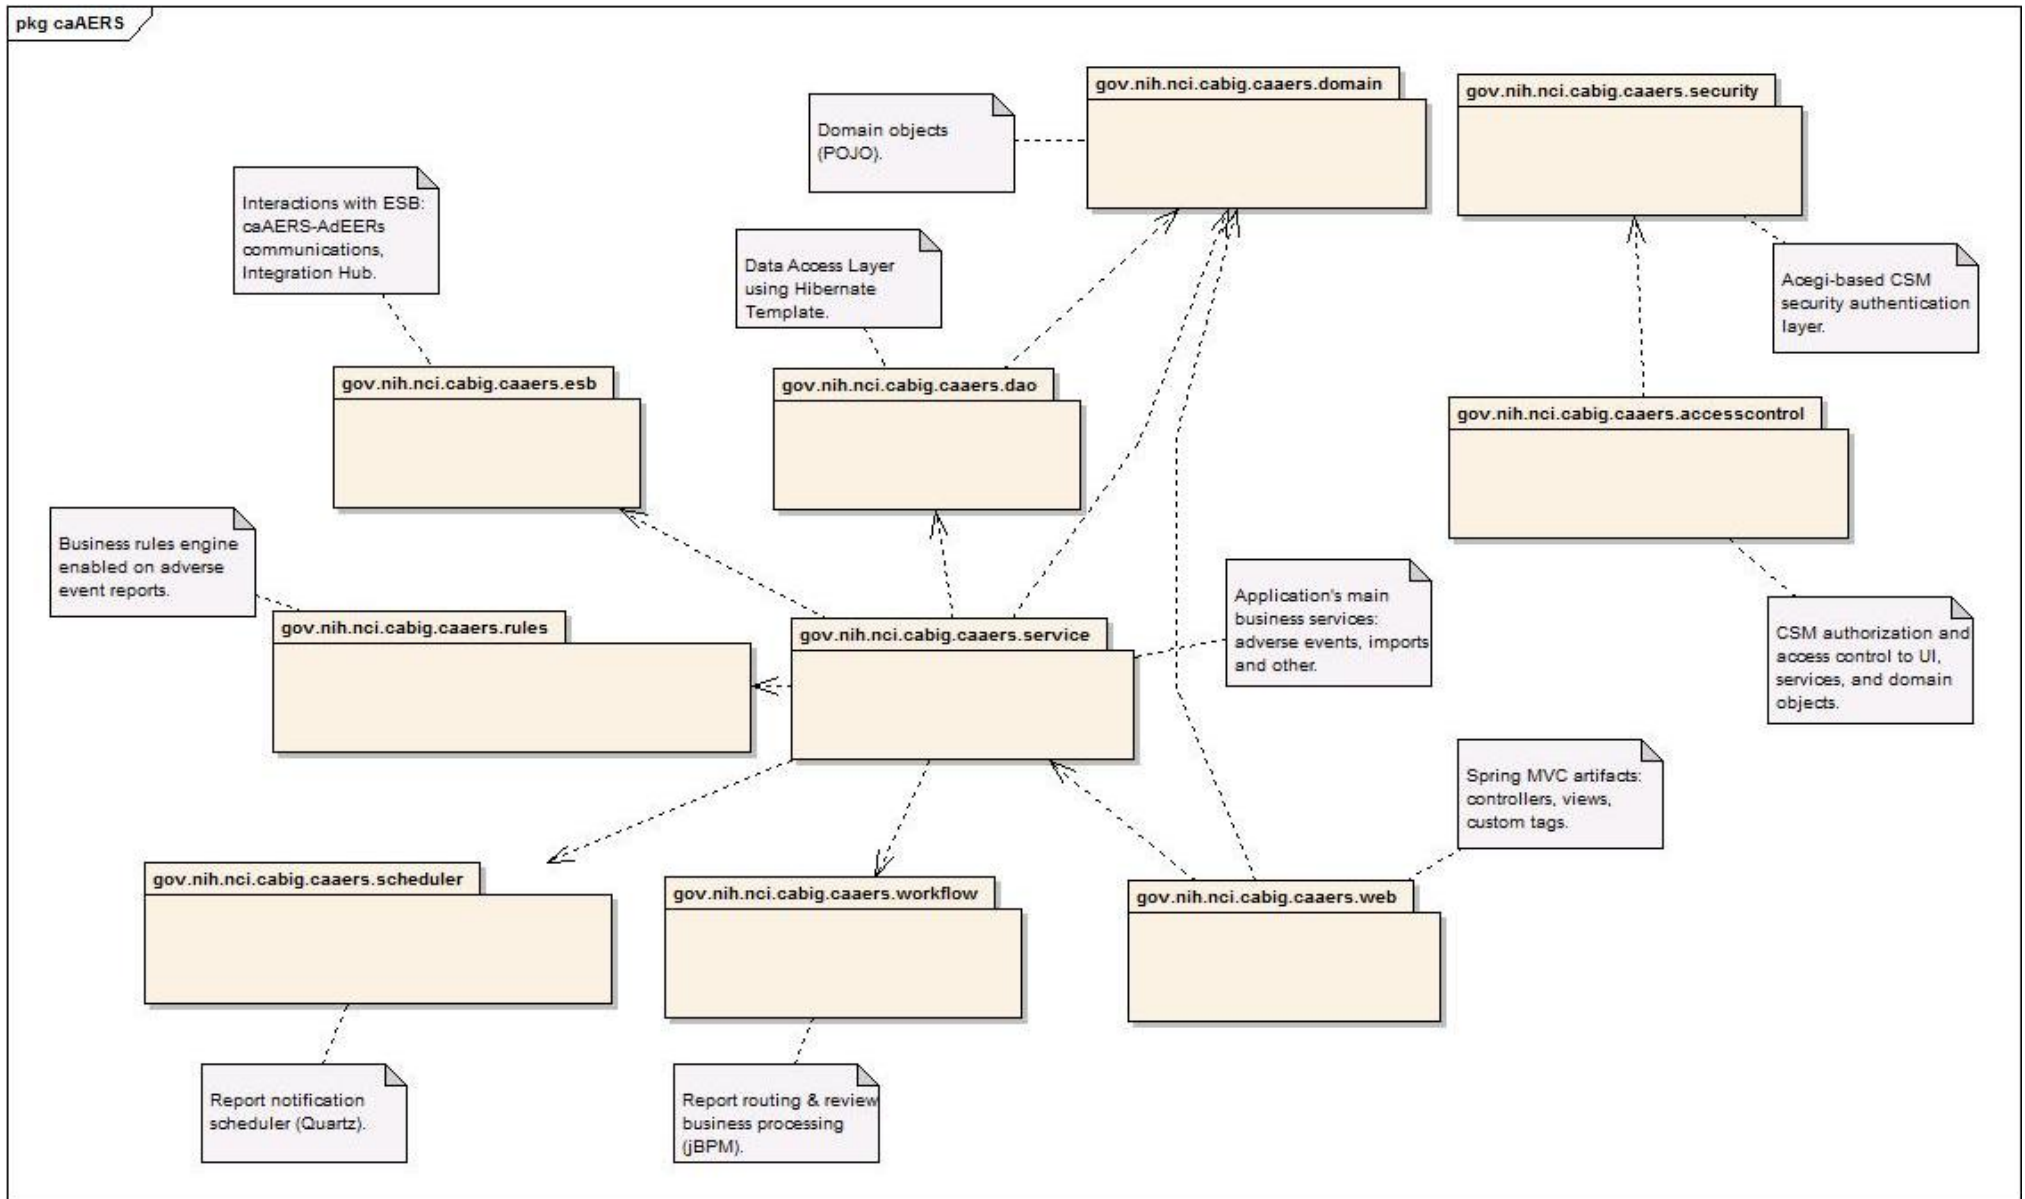 pkg caAERS
gov.nih.nci.cabig.caaers.domain
gov.nih.nci.cabig.caaers.security
Domain objects
(POJO).
Interactions with ESB:
caAERS-AdEERs
communications,
Integration Hub.
Data Access Layer
using Hibernate
Template.
Acegi-based CSM
security authentication
layer.
gov.nih.nci.cabig.caaers.esb
gov.nih.nci.cabig.caaers.dao
gov.nih.nci.cabig.caaers.accesscontrol
Business rules engine
enabled on adverse
event reports.
Application's main
business services:
adverse events, imports
and other.
gov.nih.nci.cabig.caaers.rules
gov.nih.nci.cabig.caaers.service
CSM authorization and
access control to UI,
services, and domain
objects.
Spring MVC artifacts:
controllers, views,
custom tags.
gov.nih.nci.cabig.caaers.scheduler
gov.nih.nci.cabig.caaers.workflow
gov.nih.nci.cabig.caaers.web
Report notification
scheduler (Quartz).
Report routing & review
business processing
(jBPM).